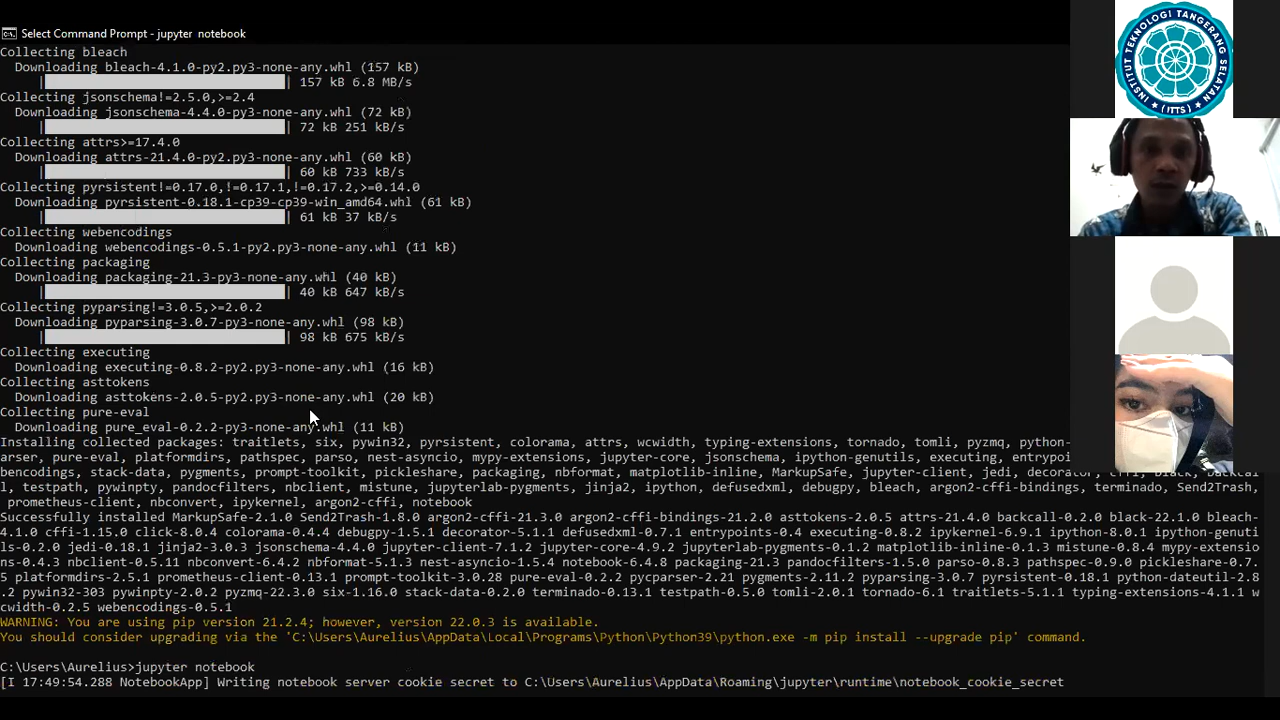 Select Command Prompt - jupyter  notebook
Collecting bleach
Downloading bleach-4.1.0-py2.py3-none-any.whl (157 kB)
| | 157 kB 6.8 MB/s
Collecting jsonschema!=2.5.0,>=2.4
Downloading jsonschema-4.4.0-py3-none-any.whl (72 kB)
| | 72 kB 251 kB/s
Collecting attrs>=17.4.0
Downloading attrs-21.4.0-py2.py3-none-any.whl (60 kB)
| | 60 kB 733 kB/s
Collecting pyrsistent!=0.17.0,!=0.17.1,!=0.17.2,>=0.14.0
Downloading pyrsistent-0.18.1-cp39-cp39-win_amd64.whl (61 kB)
| | 61 kB 37 kB/s
Collecting webencodings
Downloading webencodings-0.5.1-py2.py3-none-any.whl (11 kB)
Collecting packaging
Downloading packaging-21.3-py3-none-any.whl (40 kB)
| | 40 kB 647 kB/s
Collecting pyparsing!=3.0.5,>=2.0.2
Downloading pyparsing-3.0.7-py3-none-any.whl (98 kB)
| | 98 kB 675 kB/s
Collecting executing
Downloading executing-0.8.2-py2.py3-none-any.whl (16 kB)
Collecting asttokens
Downloading asttokens-2.0.5-py2.py3-none-any.whl (20 kB)
Collecting pure-eval
Downloading pure_eval-0.2.2-py3-none-any.whl (11 kB)
Installing collected packages: traitlets, six, pywin32, pyrsistent, colorama, attrs, wcwidth, typing-extensions, tornado, tomli, pyzmq, python-
arser, pure-eval, platformdirs, pathspec, parso, nest-asyncio, mypy-extensions, jupyter-core, jsonschema, ipython-genutils, executing, entrypo
bencodings, stack-data, pygments, prompt-toolkit, pickleshare, packaging, nbformat, matplotlib-inline, MarkupSafe, jupyter-client, jedi, decorator, cffi, black, backcal
l, testpath, pywinpty, pandocfilters, nbclient, mistune, jupyterlab-pygments, jinja2, ipython, defusedxml, debugpy, bleach, argon2-cffi-bindings, terminado, Send2Trash,
prometheus-client, nbconvert, ipykernel, argon2-cffi, notebook
Successfully installed MarkupSafe-2.1.0 Send2Trash-1.8.0 argon2-cffi-21.3.0 argon2-cffi-bindings-21.2.0 asttokens-2.0.5 attrs-21.4.0 backcall-0.2.0 black-22.1.0 bleach-
4.1.0 cffi-1.15.0 click-8.0.4 colorama-0.4.4 debugpy-1.5.1 decorator-5.1.1 defusedxml-0.7.1 entrypoints-0.4 executing-0.8.2 ipykernel-6.9.1 ipython-8.0.1 ipython-genuti
ls-0.2.0 jedi-0.18.1 jinja2-3.0.3 jsonschema-4.4.0 jupyter-client-7.1.2 jupyter-core-4.9.2 jupyterlab-pygments-0.1.2 matplotlib-inline-0.1.3 mistune-0.8.4 mypy-extensio
ns-0.4.3 nbclient-0.5.11 nbconvert-6.4.2 nbformat-5.1.3 nest-asyncio-1.5.4 notebook-6.4.8 packaging-21.3 pandocfilters-1.5.0 parso-0.8.3 pathspec-0.9.0 pickleshare-0.7.
5 platformdirs-2.5.1 prometheus-client-0.13.1 prompt-toolkit-3.0.28 pure-eval-0.2.2 pycparser-2.21 pygments-2.11.2 pyparsing-3.0.7 pyrsistent-0.18.1 python-dateutil-2.8
.2 pywin32-303 pywinpty-2.0.2 pyzmq-22.3.0 six-1.16.0 stack-data-0.2.0 terminado-0.13.1 testpath-0.5.0 tomli-2.0.1 tornado-6.1 traitlets-5.1.1 typing-extensions-4.1.1 w
cwidth-0.2.5 webencodings-0.5.1
WARNING: You are using pip version 21.2.4; however, version 22.0.3 is available.
You should consider upgrading via the 'C:\Users\Aurelius\AppData\Local\Programs\Python\Python39\python.exe -m pip install --upgrade pip' command.
C:\Users\Aurelius>jupyter notebook
[I 17:49:54.288 NotebookApp] Writing notebook server cookie secret to C:\Users\Aurelius\AppData\Roaming\jupyter\runtime\notebook_cookie_secret
INSTITUT TEKNOLOGI TANGERANG SELATAN
(ITTS)